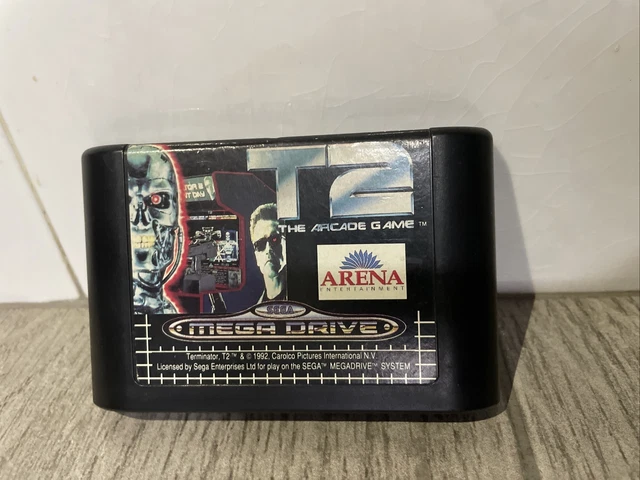 T2
THE ARCADE GAME™
ARENA
ENTERTAINMENT
SEGA
MEGA DRIVE
Terminator, T2™ & © 1992, Carolco Pictures International N.V.
Licensed by Sega Enterprises Ltd for play on the SEGA™ MEGADRIVE™ SYSTEM